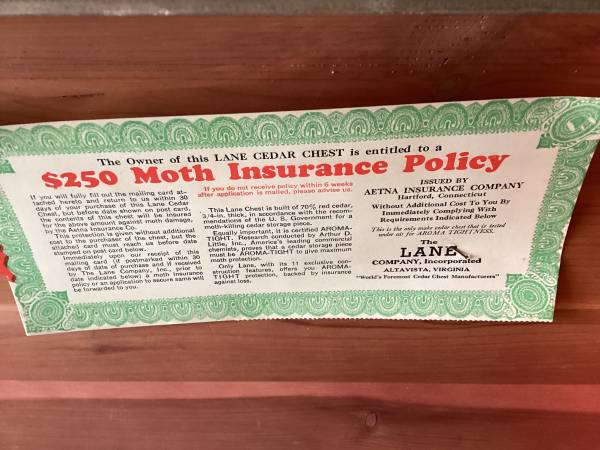 The Owner of this LANE CEDAR CHEST is entitled to a
$250 Moth Insurance Policy
If you will fully fill out the mailing card at-
tached hereto and return to us within 30
days of your purchase of this Lane Cedar
Chest, but before date shown on post card,
the contents of this chest will be insured
for the above amount against moth damage,
by the Aetna Insurance Co.
This protection is given without additional
cost to the purchaser of the chest, but the
attached card must reach us before date
stamped on post card below.
Immediately upon our receipt of this
mailing card (if postmarked within 30
days of date of purchase and if received
by The Lane Company, Inc., prior to
date indicated below) a moth insurance
policy or an application to secure same will
be forwarded to you.
If you do not receive policy within 6 weeks
after application is mailed, please advise us.
This Lane Chest is built of 70% red cedar,
3/4-in. thick, in accordance with the recom-
mendations of the U. S. Government for a
moth-killing cedar storage piece.
Equally important, it is certified AROMA-
TIGHT. Research conducted by Arthur D.
Little, Inc., America's leading commercial
chemists, proves that a cedar storage piece
must be AROMA-TIGHT to give maximum
moth protection.
Only Lane, with its 11 exclusive con-
struction features, offers you AROMA-
TIGHT protection, backed by insurance
against loss.
ISSUED BY
AETNA INSURANCE COMPANY
Hartford, Connecticut
Without Additional Cost To You By
Immediately Complying With
Requirements Indicated Below
This is the only make cedar chest that is tested
under air for AROMA-TIGHTNESS.
The
LANE
COMPANY, Incorporated
ALTAVISTA, VIRGINIA
"World's Foremost Cedar Chest Manufacturers"